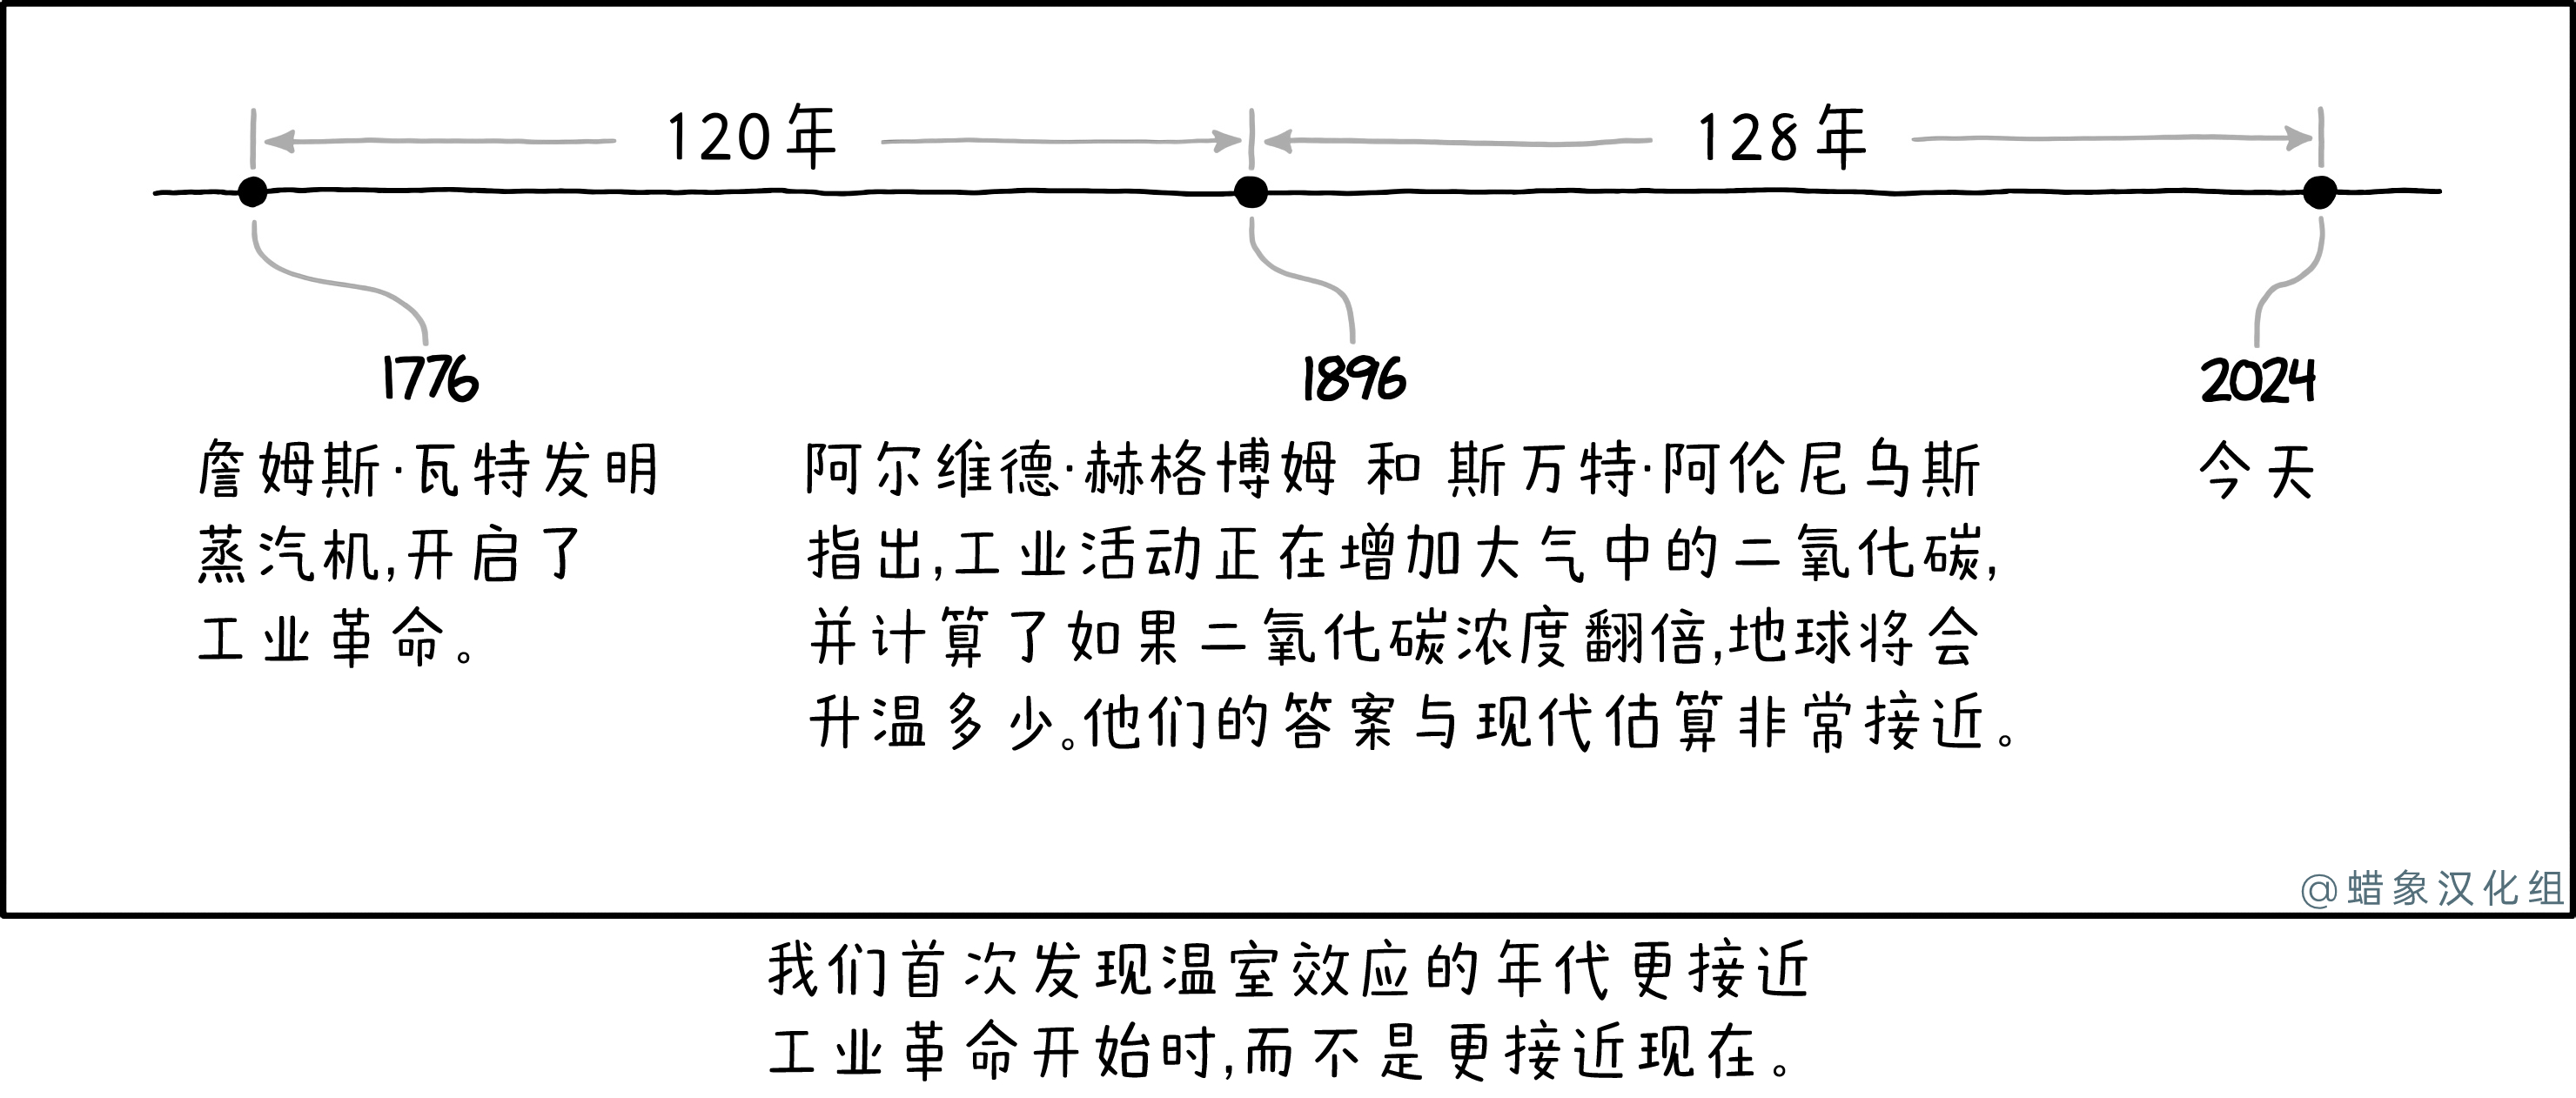 120年
128年
1776
詹姆斯·瓦特发明
蒸汽机,开启了
工业革命。
1896
阿尔维德·赫格博姆 和 斯万特·阿伦尼乌斯
指出,工业活动正在增加大气中的二氧化碳,
并计算了如果二氧化碳浓度翻倍,地球将会
升温多少。他们的答案与现代估算非常接近。
2024
今天
@蜡象汉化组
我们首次发现温室效应的年代更接近
工业革命开始时,而不是更接近现在。